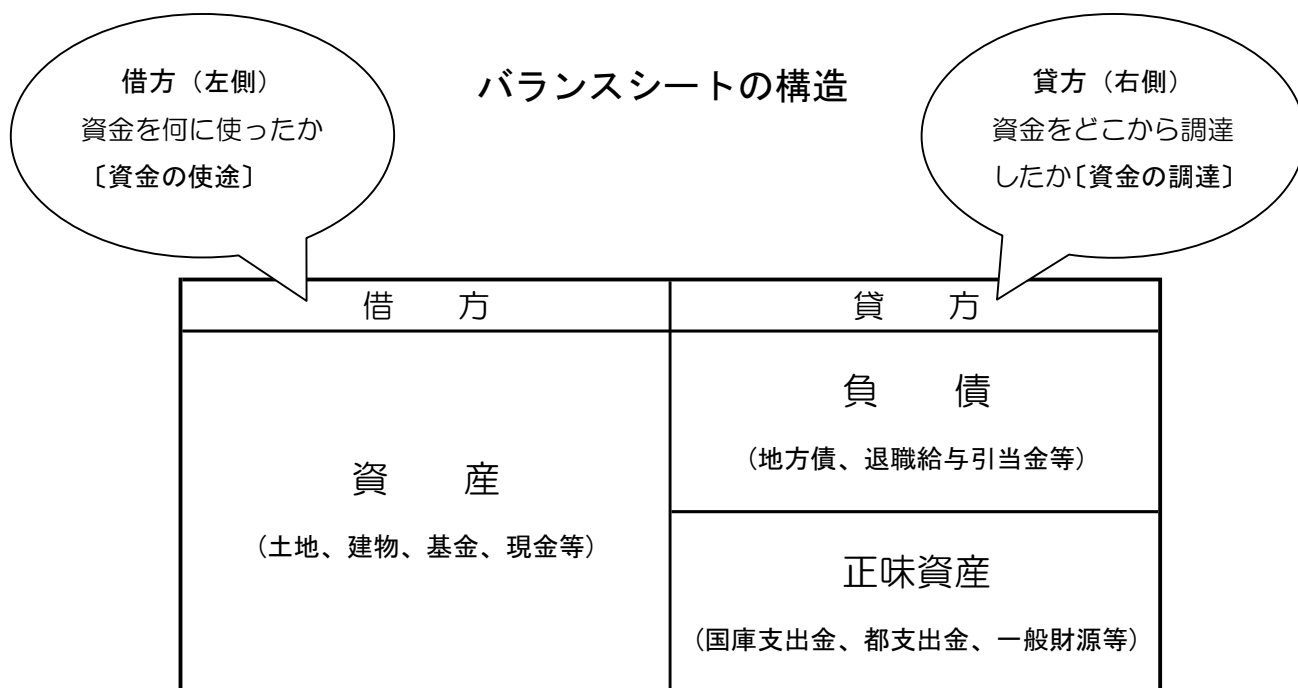 バランスシートの構造
借方（左側）
資金を何に使ったか
〔資金の使途〕
貸方（右側）
資金をどこから調達
したか〔資金の調達〕
借　方
貸　方
資　産
（土地、建物、基金、現金等）
負　債
（地方債、退職給与引当金等）
正味資産
（国庫支出金、都支出金、一般財源等）